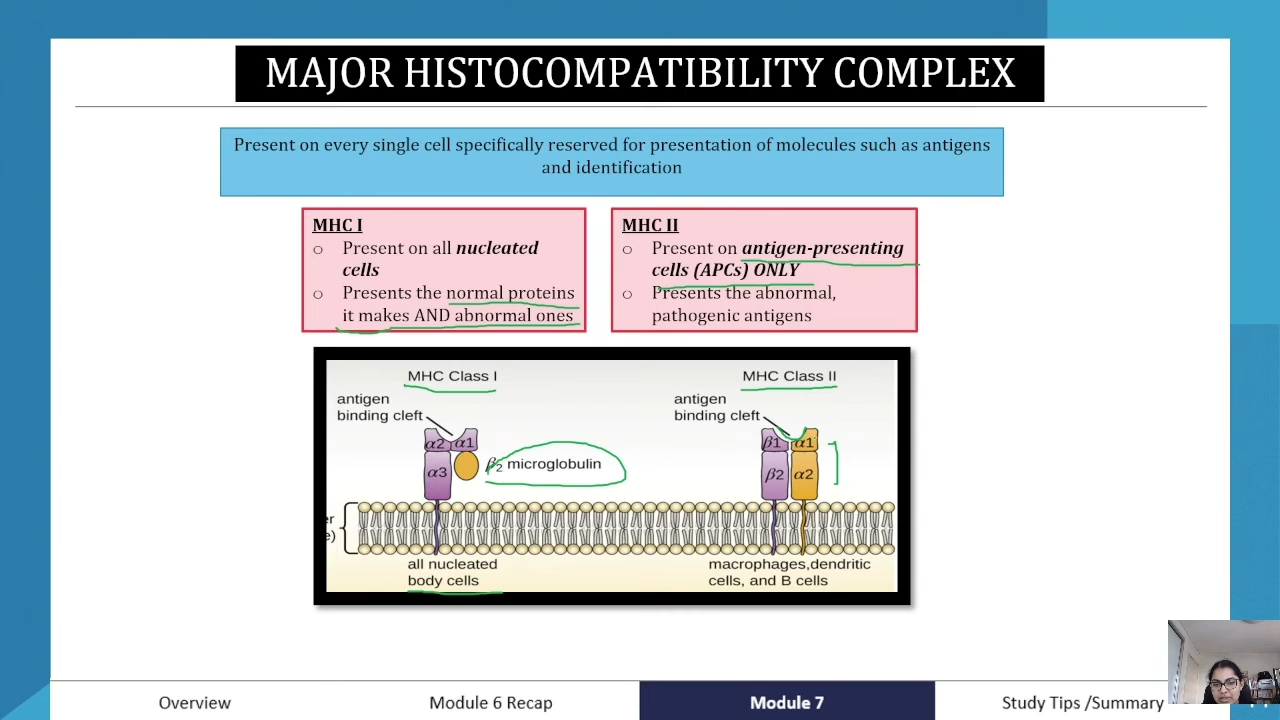 MAJOR HISTOCOMPATIBILITY COMPLEX
Present on every single cell specifically reserved for presentation of molecules such as antigens
and identification
MHC I
o Present on all nucleated
cells
o Presents the normal proteins
it makes AND abnormal ones
MHC II
o Present on antigen-presenting
cells (APCs) ONLY
o Presents the abnormal,
pathogenic antigens
MHC Class I
antigen
binding cleft
α2 α1
α3
β2 microglobulin
all nucleated
body cells
MHC Class II
antigen
binding cleft
β1 α1
β2 α2
macrophages,dendritic
cells, and B cells
Overview
Module 6 Recap
Module 7
Study Tips /Summary